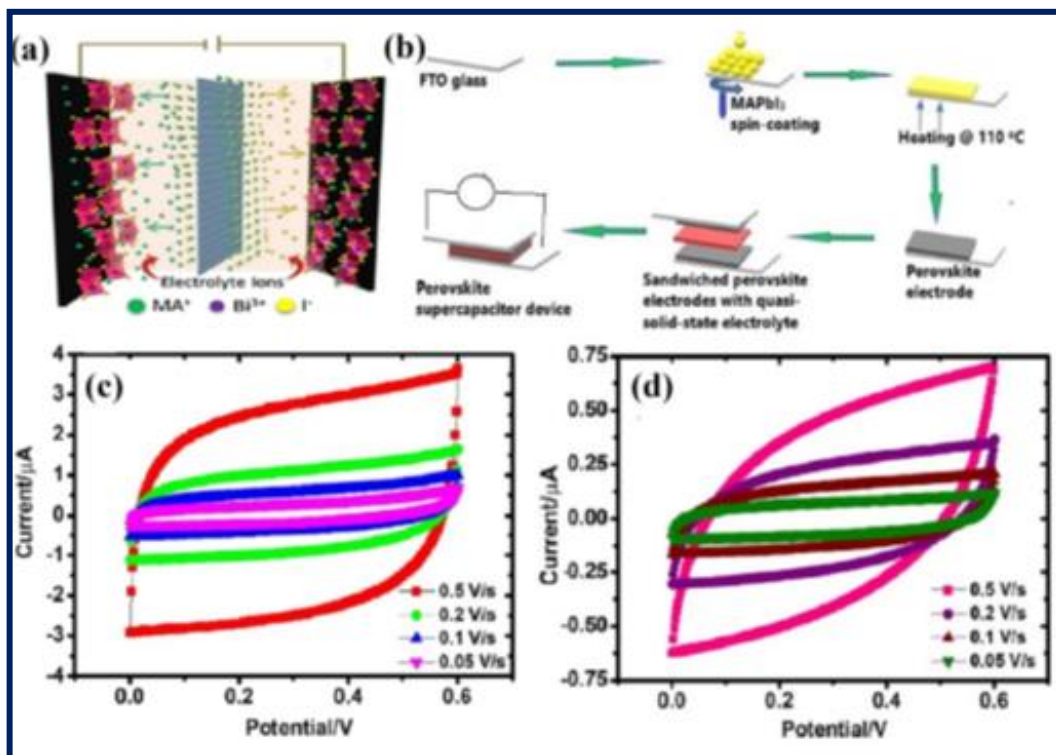 (a)
Electrolyte Ions
MA⁺ Bi³⁺ I⁻
(b)
FTO glass
MAPbI₃
spin-coating
Heating @ 110 ºC
Perovskite
electrode
Sandwiched perovskite
electrodes with quasi-
solid-state electrolyte
Perovskite
supercapacitor device
(c)
Current/µA
4
3
2
1
0
-1
-2
-3
-4
0.5 V/s
0.2 V/s
0.1 V/s
0.05 V/s
0.0 0.2 0.4 0.6
Potential/V
(d)
Current/µA
0.75
0.50
0.25
0.00
-0.25
-0.50
-0.75
0.5 V/s
0.2 V/s
0.1 V/s
0.05 V/s
0.0 0.2 0.4 0.6
Potential/V